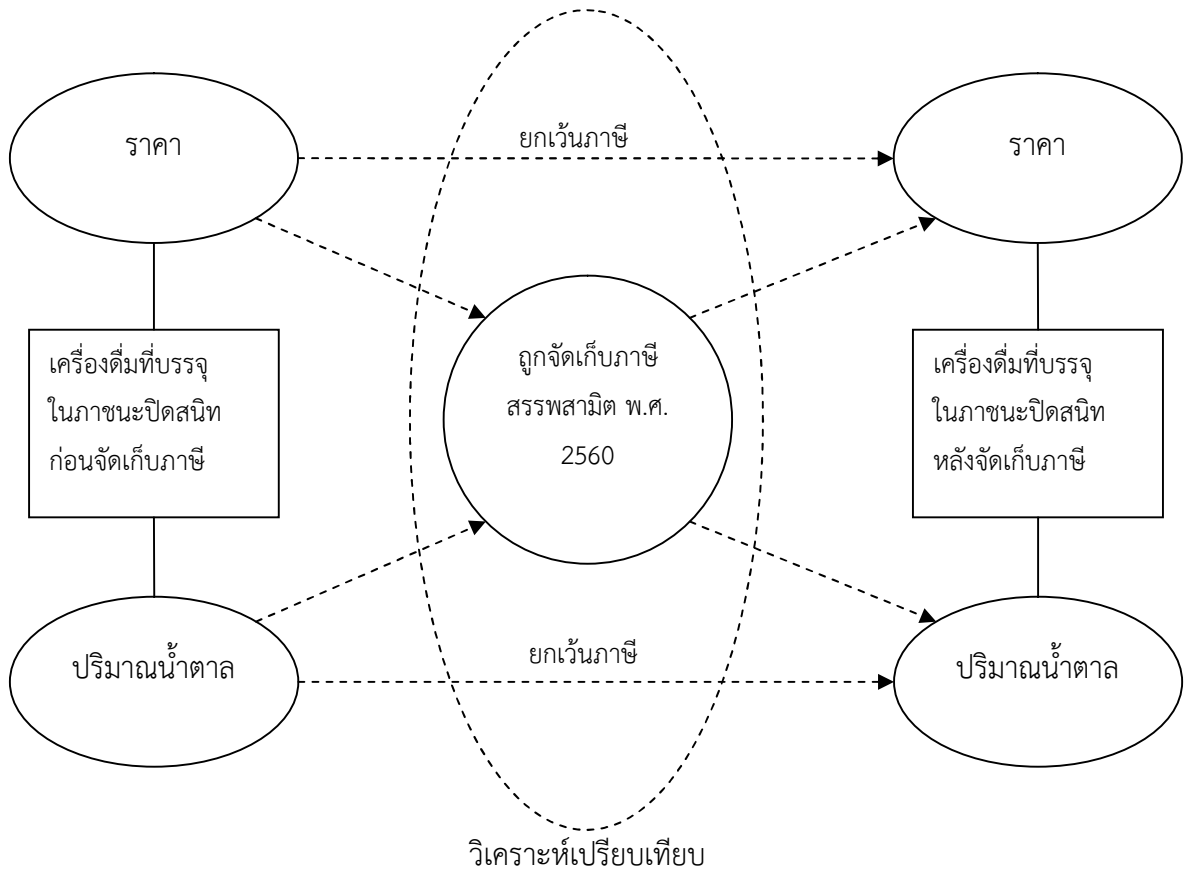 ราคา
ยกเว้นภาษี
ราคา
เครื่องดื่มที่บรรจุ
ในภาชนะปิดสนิท
ก่อนจัดเก็บภาษี
ถูกจัดเก็บภาษี
สรรพสามิต พ.ศ.
2560
เครื่องดื่มที่บรรจุ
ในภาชนะปิดสนิท
หลังจัดเก็บภาษี
ปริมาณน้ำตาล
ยกเว้นภาษี
ปริมาณน้ำตาล
วิเคราะห์เปรียบเทียบ